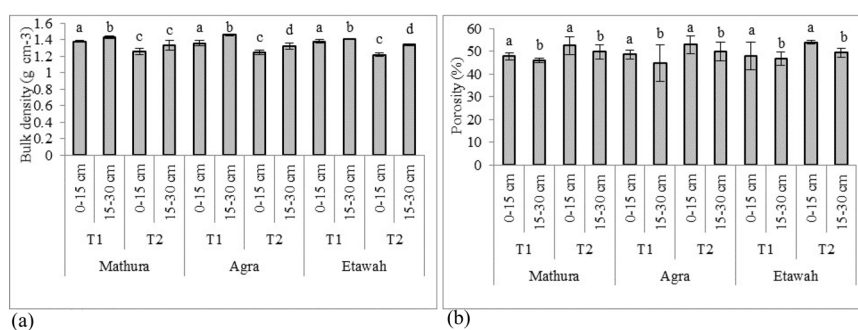 a b c c a b c d a b c d
1.6
1.4
1.2
1
0.8
0.6
0.4
0.2
0
Bulk density (g cm-3)
0-15 cm 15-30 cm 0-15 cm 15-30 cm 0-15 cm 15-30 cm 0-15 cm 15-30 cm 0-15 cm 15-30 cm 0-15 cm 15-30 cm
T1 T2 T1 T2 T1 T2
Mathura Agra Etawah
(a)
a b a b a b a b a b a b
60
50
40
30
20
10
0
Porosity (%)
0-15 cm 15-30 cm 0-15 cm 15-30 cm 0-15 cm 15-30 cm 0-15 cm 15-30 cm 0-15 cm 15-30 cm 0-15 cm 15-30 cm
T1 T2 T1 T2 T1 T2
Mathura Agra Etawah
(b)